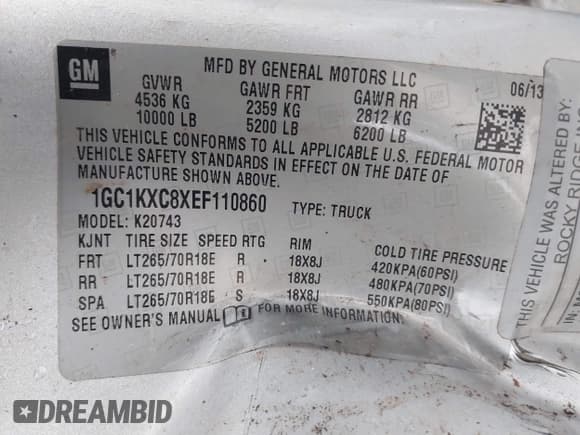 GM
MFD BY GENERAL MOTORS LLC
GVWR GAWR FRT GAWR RR 06/13
4536 KG 2359 KG 2812 KG
10000 LB 5200 LB 6200 LB
THIS VEHICLE CONFORMS TO ALL APPLICABLE U.S. FEDERAL MOTOR
VEHICLE SAFETY STANDARDS IN EFFECT ON THE DATE OF
MANUFACTURE SHOWN ABOVE.
1GC1KXC8XEF110860 TYPE: TRUCK
MODEL: K20743
KJNT TIRE SIZE SPEED RTG RIM COLD TIRE PRESSURE
FRT LT265/70R18E R 18X8J 420KPA(60PSI)
RR LT265/70R18E R 18X8J 480KPA(70PSI)
SPA LT265/70R18E S 18X8J 550KPA(80PSI)
SEE OWNER'S MANUAL FOR MORE INFORMATION.
THIS VEHICLE WAS ALTERED BY:
ROCKY RIDGE
DREAMBID